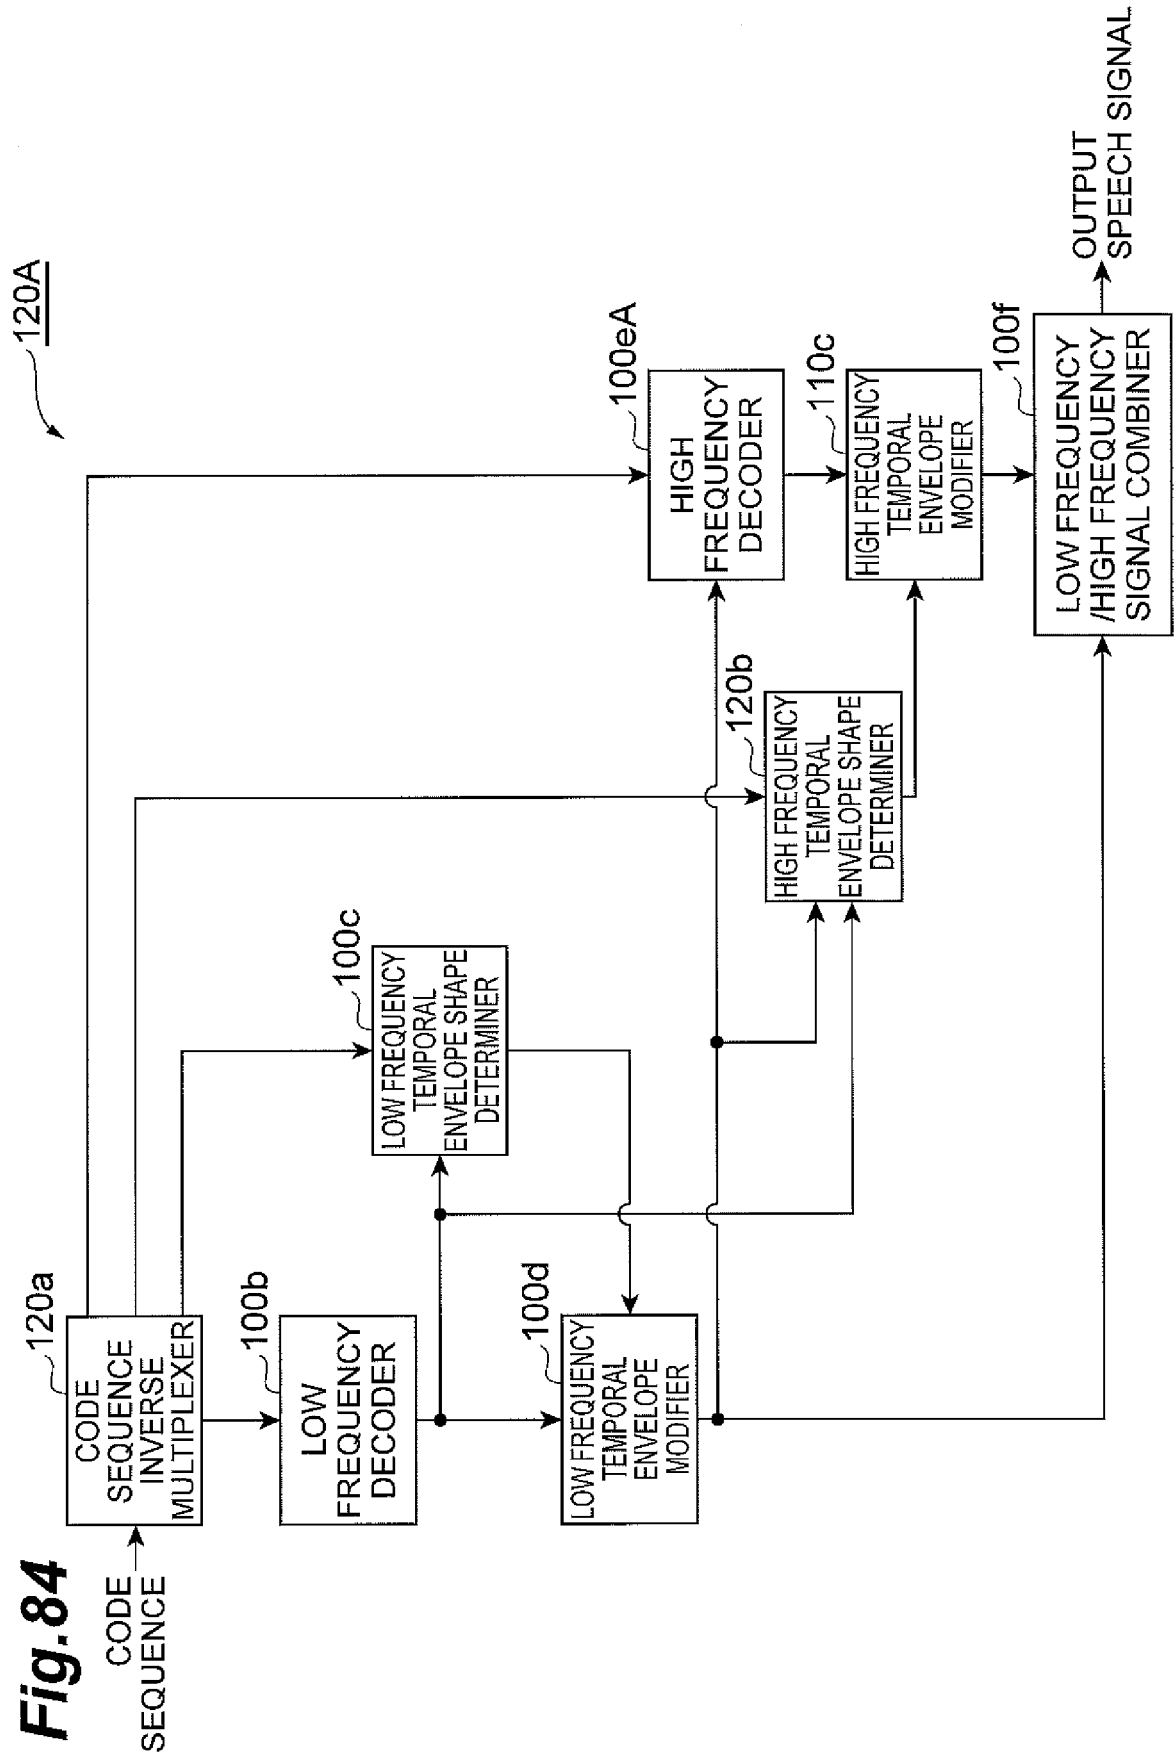 Fig.84
120A
CODE
SEQUENCE
120a
CODE
SEQUENCE
INVERSE
MULTIPLEXER
100b
LOW
FREQUENCY
DECODER
100c
LOW FREQUENCY
TEMPORAL
ENVELOPE SHAPE
DETERMINER
100d
LOW FREQUENCY
TEMPORAL
ENVELOPE
MODIFIER
100eA
HIGH
FREQUENCY
DECODER
120b
HIGH FREQUENCY
TEMPORAL
ENVELOPE SHAPE
DETERMINER
110c
HIGH FREQUENCY
TEMPORAL
ENVELOPE
MODIFIER
100f
LOW FREQUENCY
/HIGH FREQUENCY
SIGNAL COMBINER
OUTPUT
SPEECH SIGNAL